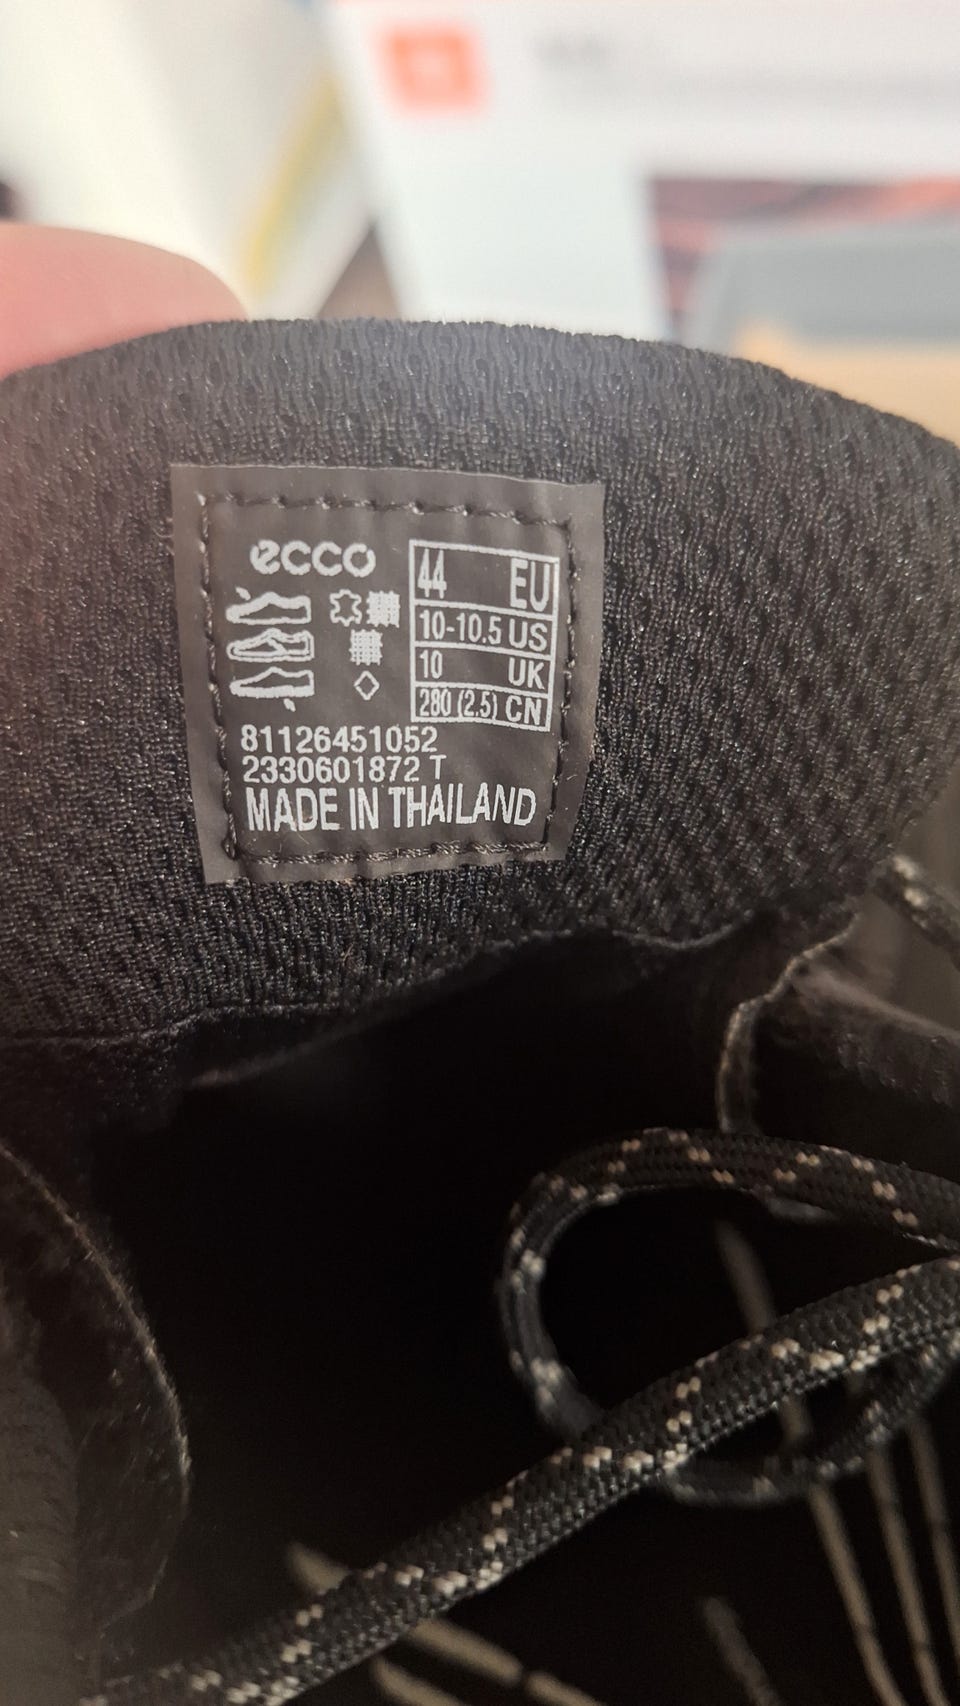 ecco
44 EU
10-10.5 US
10 UK
280 (2.5) CN
81126451052
2330601872 T
MADE IN THAILAND